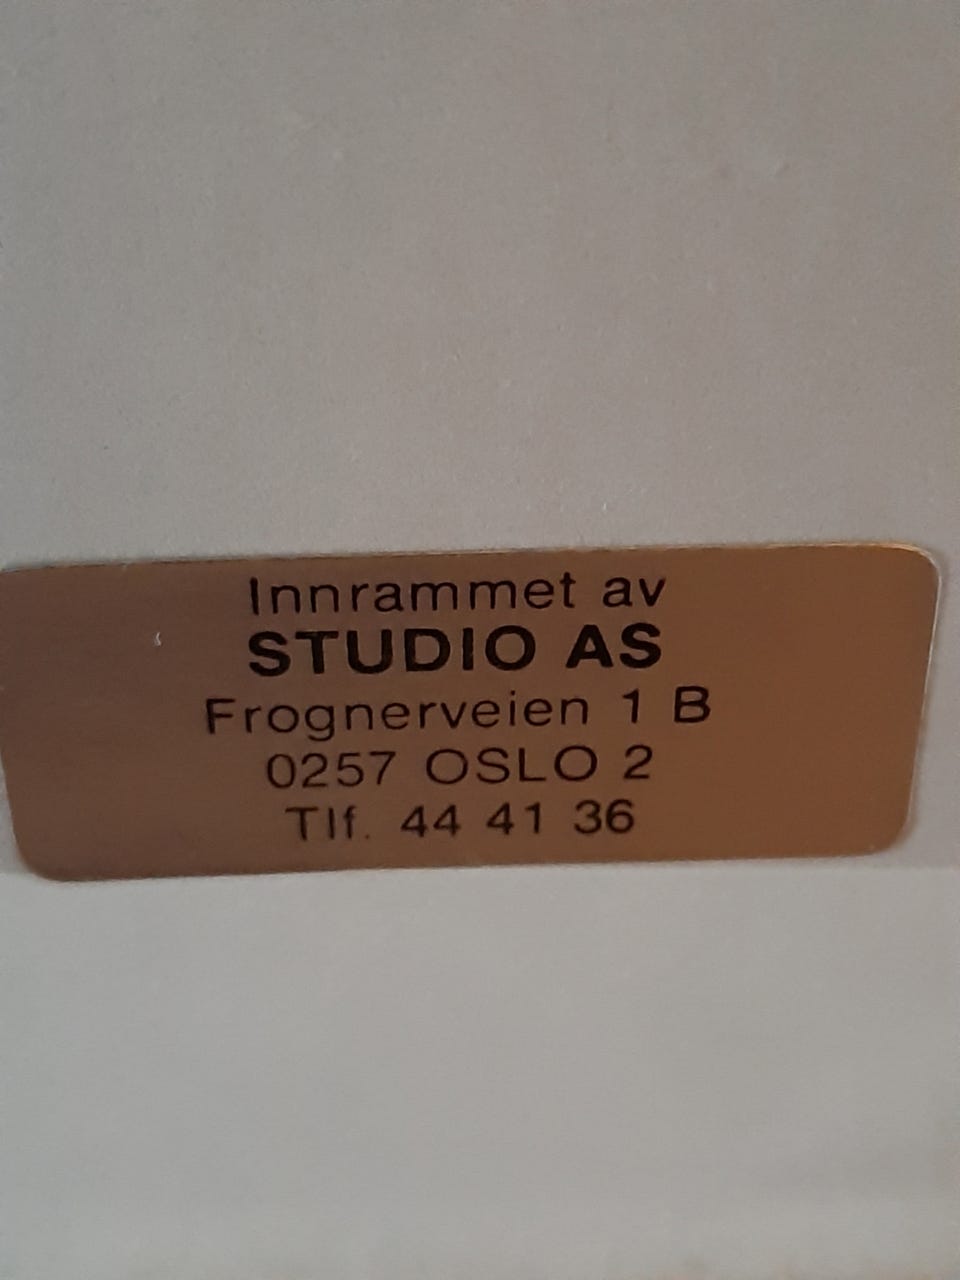 Innrammet av
STUDIO AS
Frognerveien 1 B
0257 OSLO 2
Tlf. 44 41 36